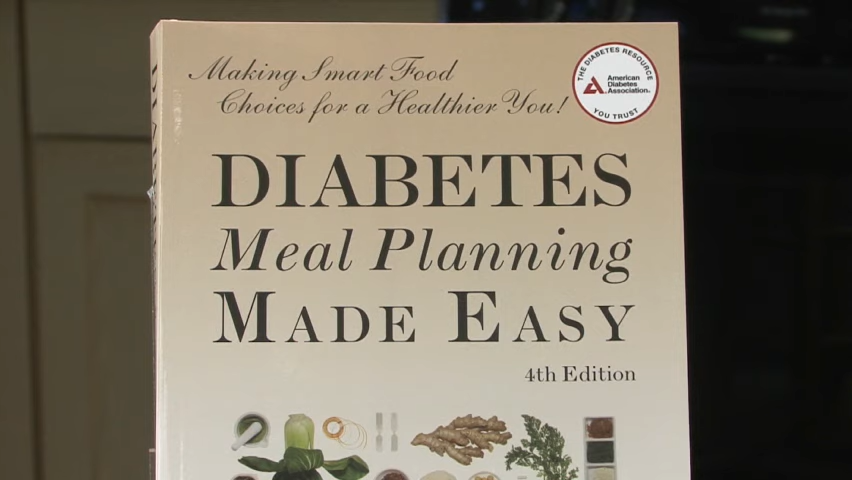 Making Smart Food
Choices for a Healthier You!
THE DIABETES RESOURCE
American
Diabetes
Association.
YOU TRUST
DIABETES
Meal Planning
MADE EASY
4th Edition